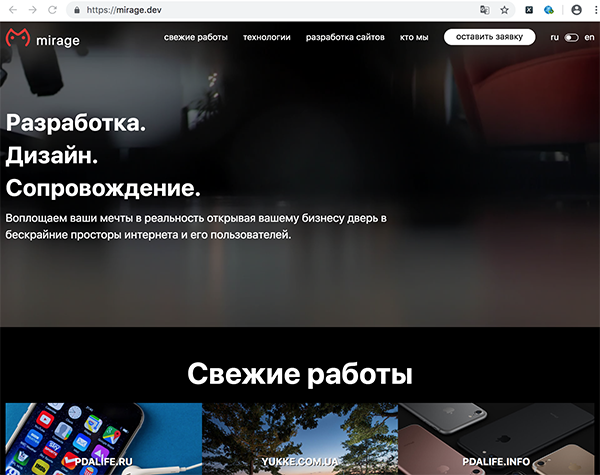 https://mirage.dev
mirage
свежие работы технологии разработка сайтов кто мы оставить заявку ru en
Разработка.
Дизайн.
Сопровождение.
Воплощаем ваши мечты в реальность открывая вашему бизнесу дверь в
бескрайние просторы интернета и его пользователей.
Свежие работы
PDALIFE.RU YUKKE.COM.UA PDALIFE.INFO